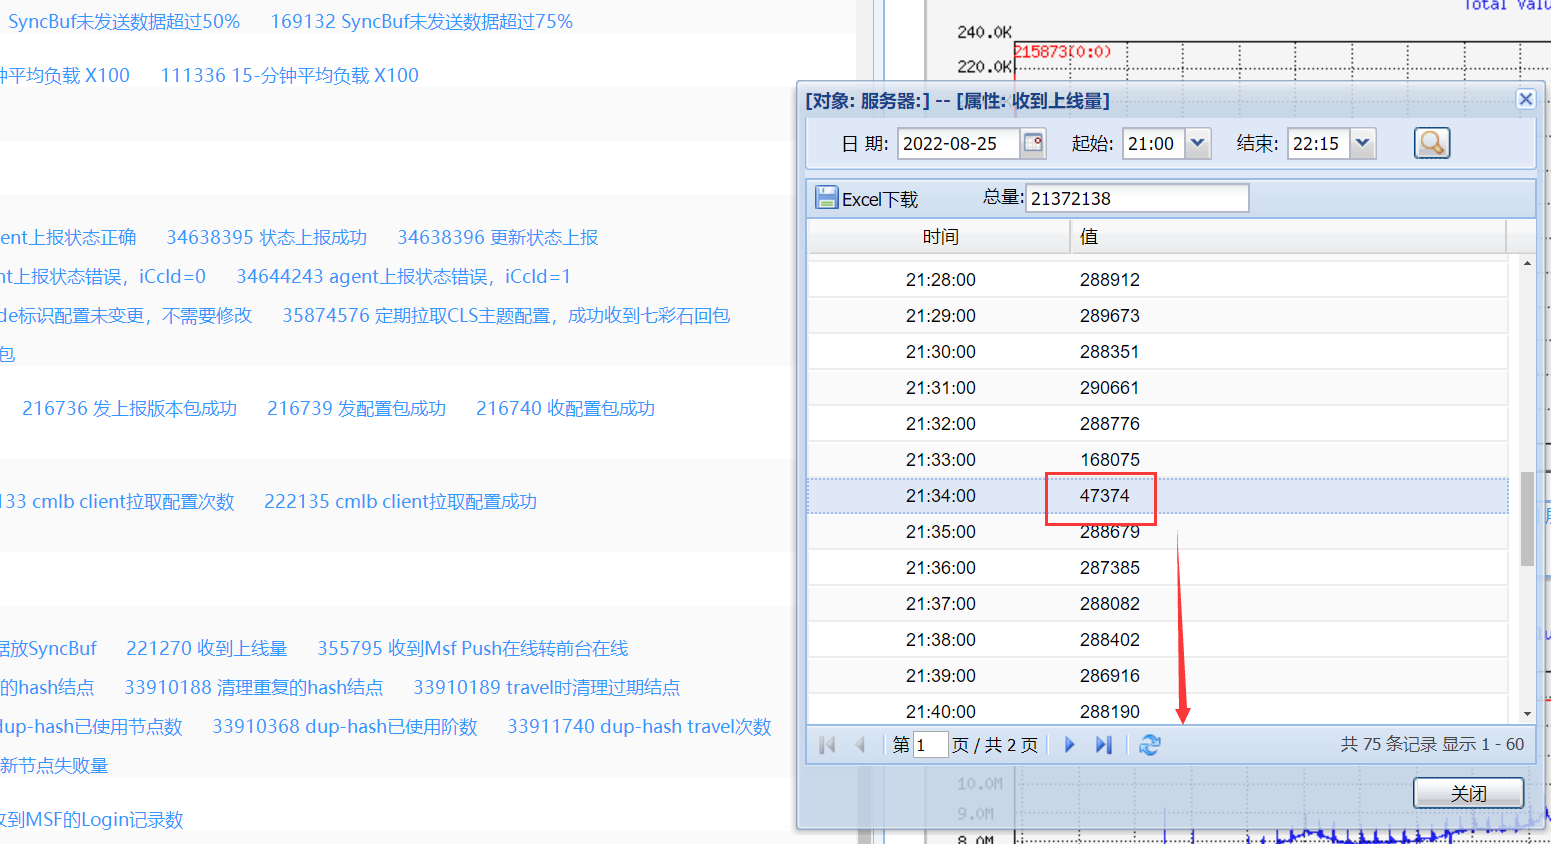 SyncBuf未发送数据超过50% 169132 SyncBuf未发送数据超过75%
钟平均负载 X100 111336 15-分钟平均负载 X100
ent上报状态正确 34638395 状态上报成功 34638396 更新状态上报
nt上报状态错误，iCcId=0 34644243 agent上报状态错误，iCcId=1
de标识配置未变更，不需要修改 35874576 定期拉取CLS主题配置，成功收到七彩石回包
包
216736 发上报版本包成功 216739 发配置包成功 216740 收配置包成功
133 cmlb client拉取配置次数 222135 cmlb client拉取配置成功
据放SyncBuf 221270 收到上线量 355795 收到Msf Push在线转前台在线
的hash结点 33910188 清理重复的hash结点 33910189 travel时清理过期结点
dup-hash已使用节点数 33910368 dup-hash已使用阶数 33911740 dup-hash travel次数
新节点失败量
收到MSF的Login记录数
Total Valu
240.0K
215873(0:0)
220.0K
[对象: 服务器:] -- [属性: 收到上线量]
日 期: 2022-08-25 起始: 21:00 结束: 22:15
Excel下载 总量: 21372138
时间 值
21:28:00 288912
21:29:00 289673
21:30:00 288351
21:31:00 290661
21:32:00 288776
21:33:00 168075
21:34:00 47374
21:35:00 288679
21:36:00 287385
21:37:00 288082
21:38:00 288402
21:39:00 286916
21:40:00 288190
第 1 页 / 共 2 页 共 75 条记录 显示 1 - 60
关闭
10.0M
9.0M
8.0M